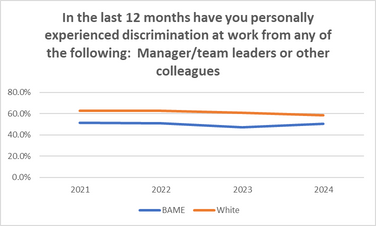 In the last 12 months have you personally
experienced discrimination at work from any of
the following:  Manager/team leaders or other
colleagues
80.0%
60.0%
40.0%
20.0%
0.0%
2021 2022 2023 2024
BAME White